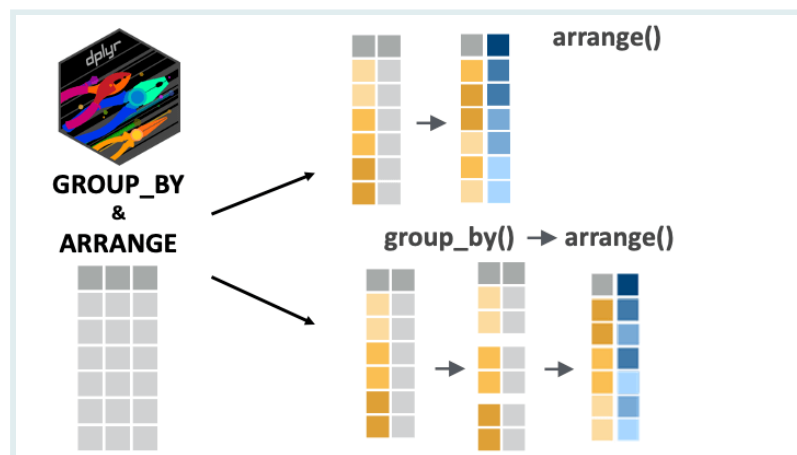 dplyr
GROUP_BY
&
ARRANGE
arrange()
group_by() → arrange()